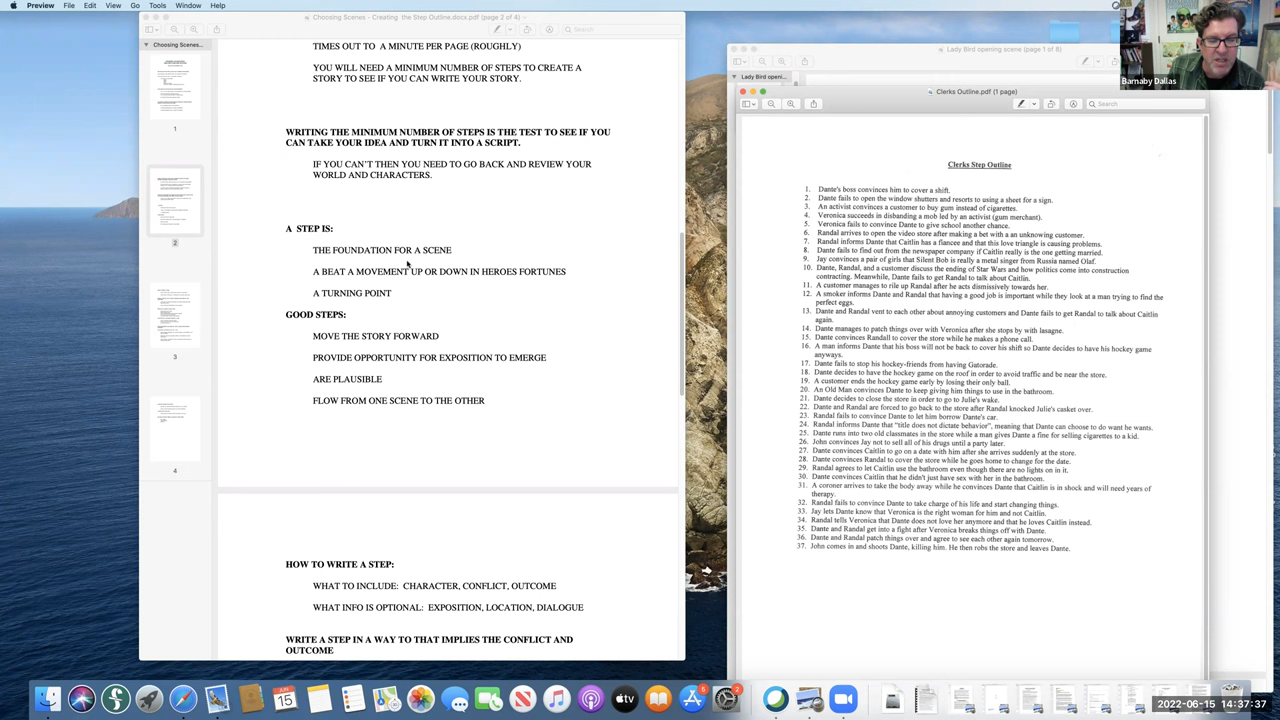 Preview File Edit View Go Tools Window Help
Choosing Scenes - Creating the Step Outline.docs.pdf (page 2 of 4)
Search
Choosing Scenes...
1
2
3
4
TIMES OUT TO A MINUTE PER PAGE (ROUGHLY)
YOU WILL NEED A MINIMUM NUMBER OF STEPS TO CREATE A
STORY TO SEE IF YOU CAN WRITE YOUR STORY.
WRITING THE MINIMUM NUMBER OF STEPS IS THE TEST TO SEE IF YOU
CAN TAKE YOUR IDEA AND TURN IT INTO A SCRIPT.
IF YOU CAN'T THEN YOU NEED TO GO BACK AND REVIEW YOUR
WORLD AND CHARACTERS.
A STEP IS:
THE FOUNDATION FOR A SCENE
A BEAT / A MOVEMENT UP OR DOWN IN HEROES FORTUNES
A TURNING POINT
GOOD STEPS:
MOVE THE STORY FORWARD
PROVIDE OPPORTUNITY FOR EXPOSITION TO EMERGE
ARE PLAUSIBLE
FLOW FROM ONE SCENE TO THE OTHER
HOW TO WRITE A STEP:
WHAT TO INCLUDE: CHARACTER, CONFLICT, OUTCOME
WHAT INFO IS OPTIONAL: EXPOSITION, LOCATION, DIALOGUE
WRITE A STEP IN A WAY TO THAT IMPLIES THE CONFLICT AND
OUTCOME
Lady Bird opening scene (page 1 of 8)
Lady Bird openi...
Barnaby Dallas
Clerks Outline.pdf (1 page)
Search
Clerks Step Outline
1. Dante's boss convinces him to cover a shift.
2. Dante fails to open the window shutters and resorts to using a sheet for a sign.
3. An activist convinces a customer to buy gum instead of cigarettes.
4. Veronica succeeds in disbanding a mob led by an activist (gum merchant).
5. Veronica fails to convince Dante to give school another chance.
6. Randal arrives to open the video store after making a bet with a an unknowing customer.
7. Randal informs Dante that Caitlin has a fiancee and that this love triangle is causing problems.
8. Dante fails to find out from the newspaper company if Caitlin really is the one getting married.
9. Jay convinces a pair of girls that Silent Bob is really a metal singer from Russia named Olaf.
10. Dante, Randal, and a customer discuss the ending of Star Wars and how politics come into construction
contracting. Meanwhile, Dante fails to get Randal to talk about Caitlin.
11. A customer manages to rile up Randal after he acts dismissively towards her.
12. A smoker informs Dante and Randal that having a good job is important while they look at a man trying to find the
perfect eggs.
13. Dante and Randal vent to each other about annoying customers and Dante fails to get Randal to talk about Caitlin
again.
14. Dante manages to patch things over with Veronica after she stops by with lasagne.
15. Dante convinces Randall to cover the store while he makes a phone call.
16. A man informs Dante that his boss will not be back to cover his shift so Dante decides to have his hockey game
anyways.
17. Dante fails to stop his hockey-friends from having Gatorade.
18. Dante decides to have the hockey game on the roof in order to avoid traffic and be near the store.
19. A customer ends the hockey game early by losing their only ball.
20. An Old Man convinces Dante to keep giving him things to use in the bathroom.
21. Dante decides to close the store in order to go to Julie's wake.
22. Dante and Randal are forced to go back to the store after Randal knocked Julie's casket over.
23. Randal fails to convince Dante to let him borrow Dante's car.
24. Randal informs Dante that "title does not dictate behavior", meaning that Dante can choose to do want he wants.
25. Dante runs into two old classmates in the store while a man gives Dante a fine for selling cigarettes to a kid.
26. John convinces Jay not to sell all of his drugs until a party later.
27. Dante convinces Caitlin to go on a date with him after she arrives suddenly at the store.
28. Dante convinces Randal to cover the store while he goes home to change for the date.
29. Randal agrees to let Caitlin use the bathroom even though there are no lights on in it.
30. Dante convinces Caitlin that he didn't just have sex with her in the bathroom.
31. A coroner arrives to take the body away while he convinces Dante that Caitlin is in shock and will need years of
therapy.
32. Randal fails to convince Dante to take charge of his life and start changing things.
33. Jay lets Dante know that Veronica is the right woman for him and not Caitlin.
34. Randal tells Veronica that Dante does not love her anymore and that he loves Caitlin instead.
35. Dante and Randal get into a fight after Veronica breaks things off with Dante.
36. Dante and Randal patch things over and agree to see each other again tomorrow.
37. John comes in and shoots Dante, killing him. He then robs the store and leaves Dante.
JUN
15
tv
5
2
2022-06-15 14:37:37